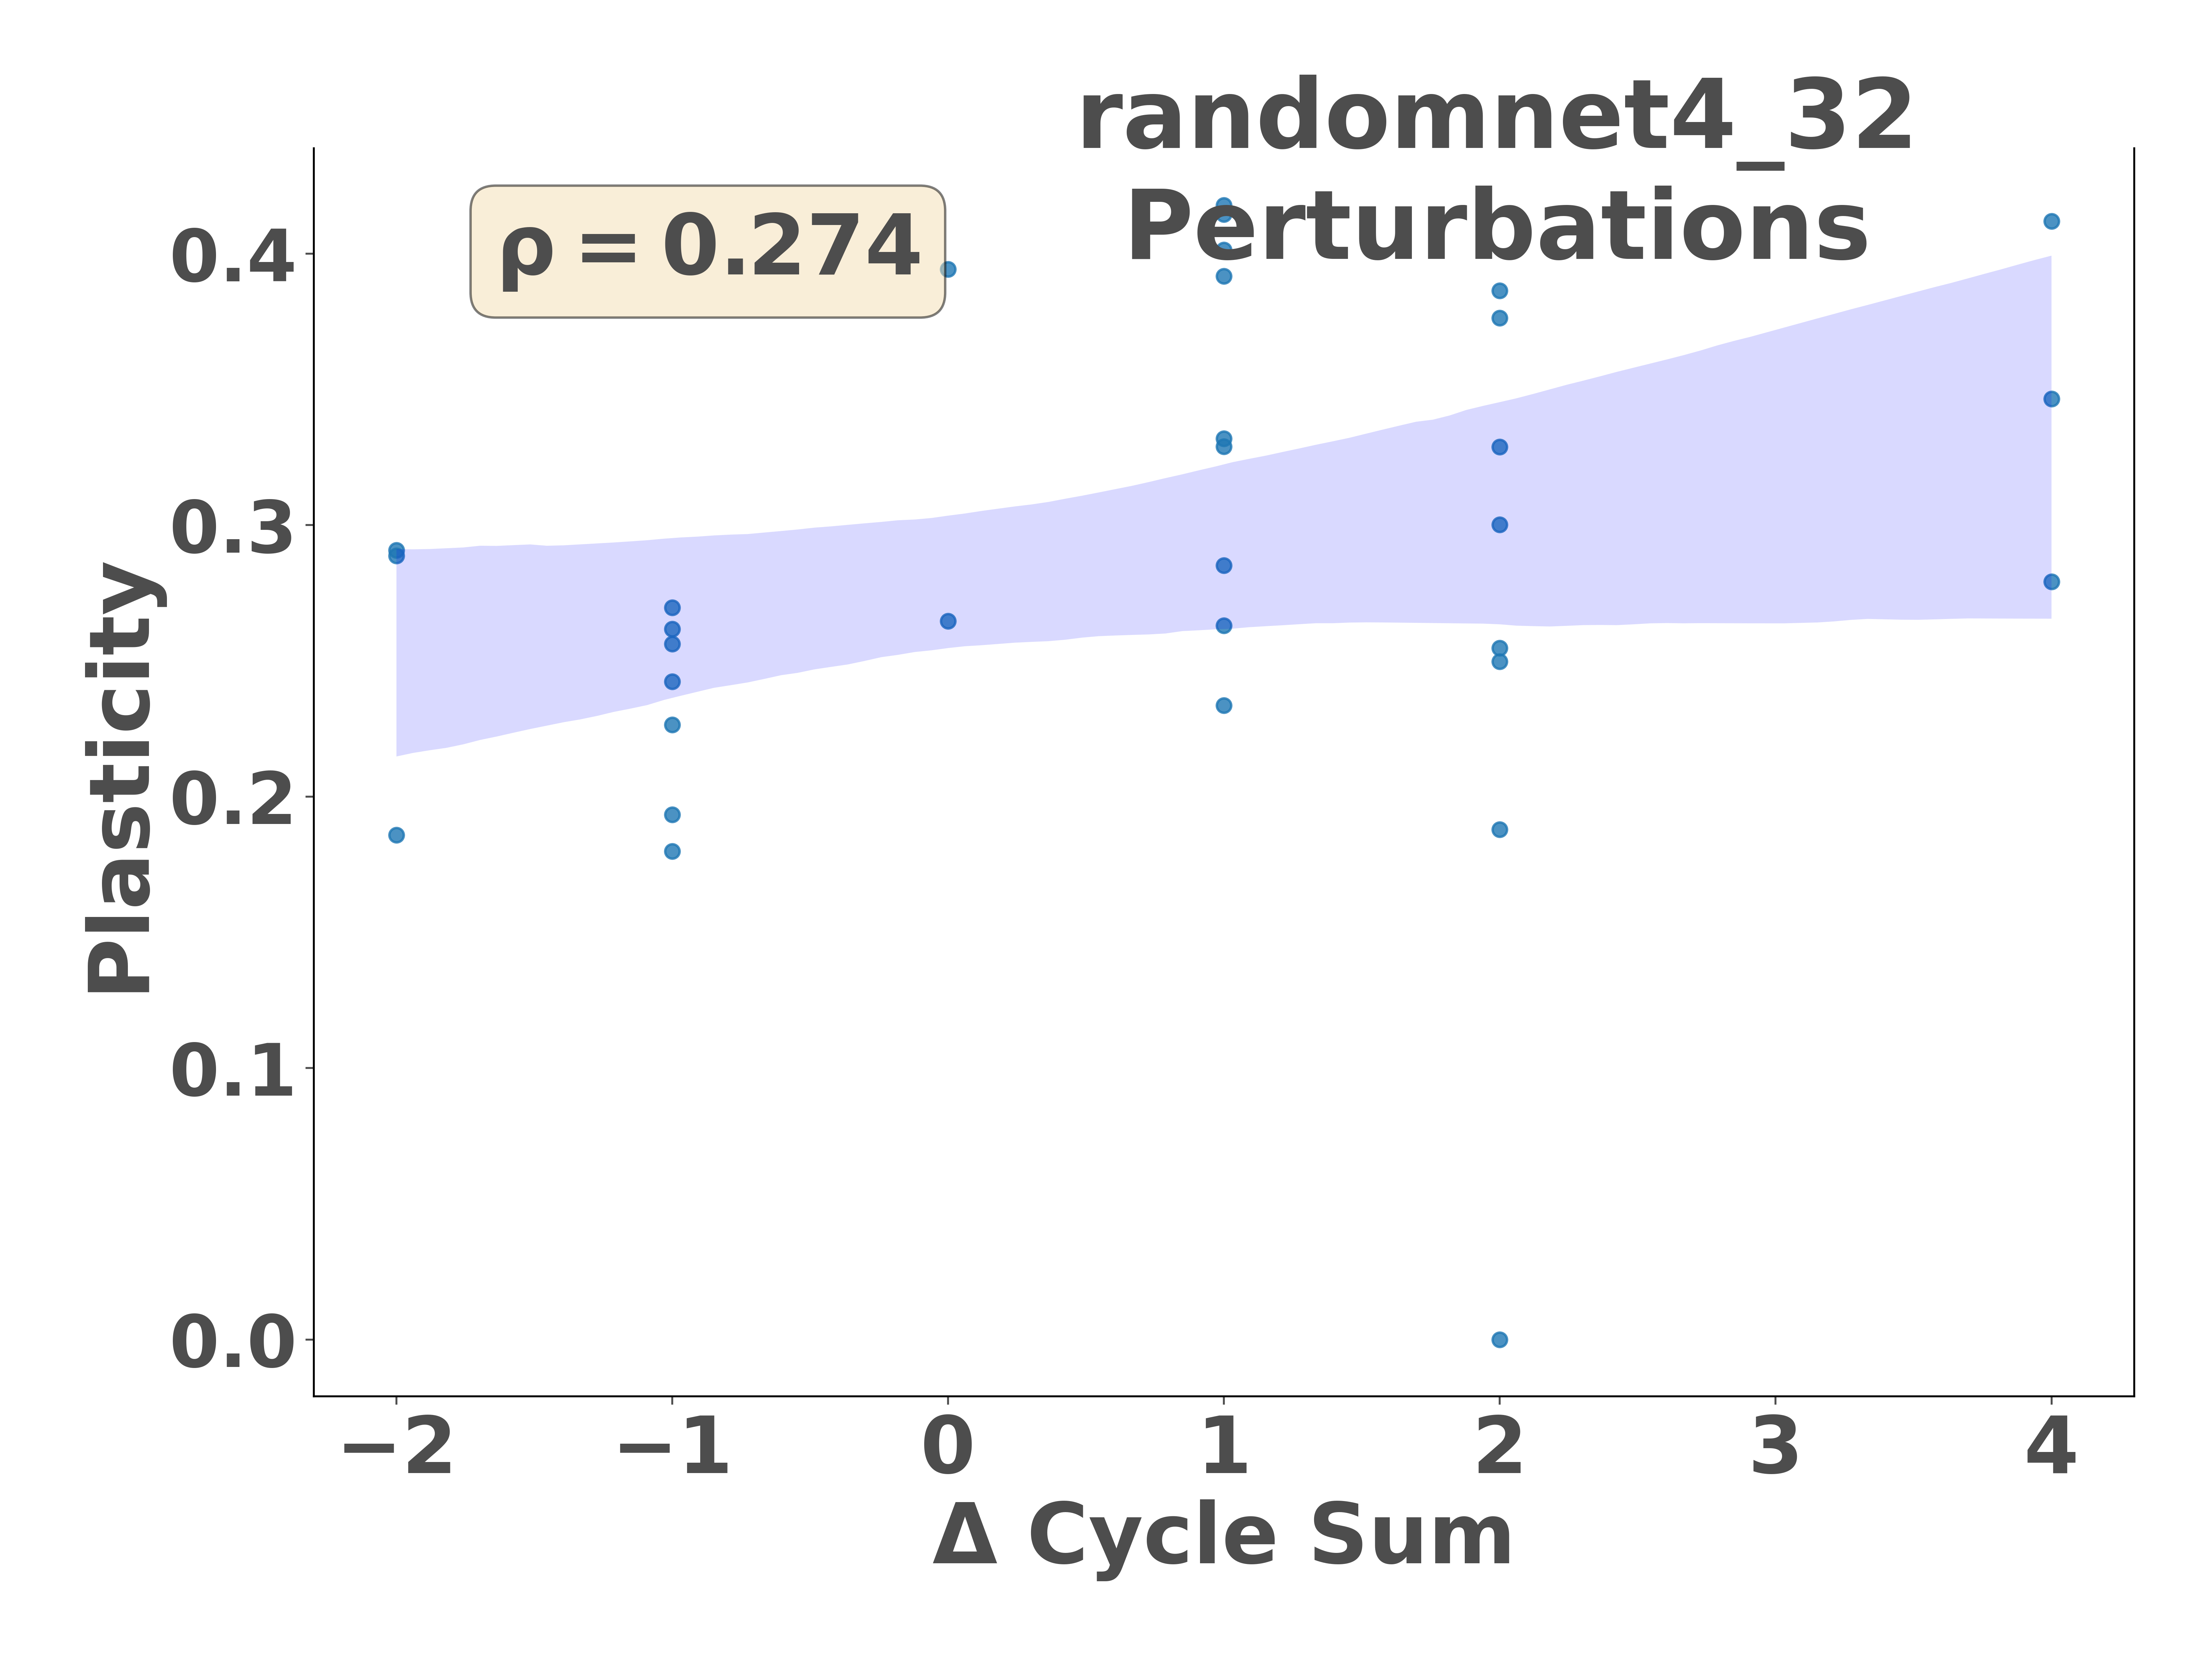 randomnet4_32
Perturbations
ρ = 0.274
Plasticity
0.4
0.3
0.2
0.1
0.0
−2 −1 0 1 2 3 4
Δ Cycle Sum